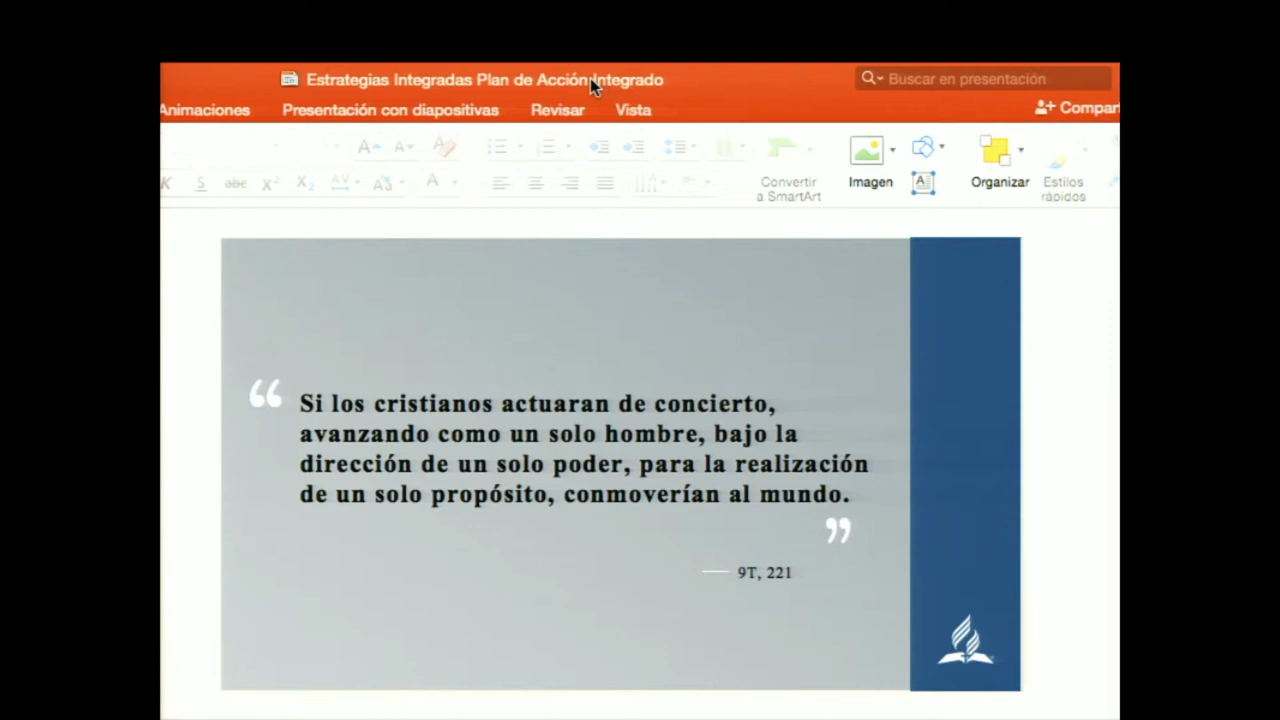 Estrategias Integradas Plan de Acción Integrado
Buscar en presentación
Animaciones Presentación con diapositivas Revisar Vista
Convertir
a SmartArt
Imagen
Organizar
Estilos
rápidos
“
Si los cristianos actuaran de concierto,
avanzando como un solo hombre, bajo la
dirección de un solo poder, para la realización
de un solo propósito, conmoverían al mundo.
”
— 9T, 221